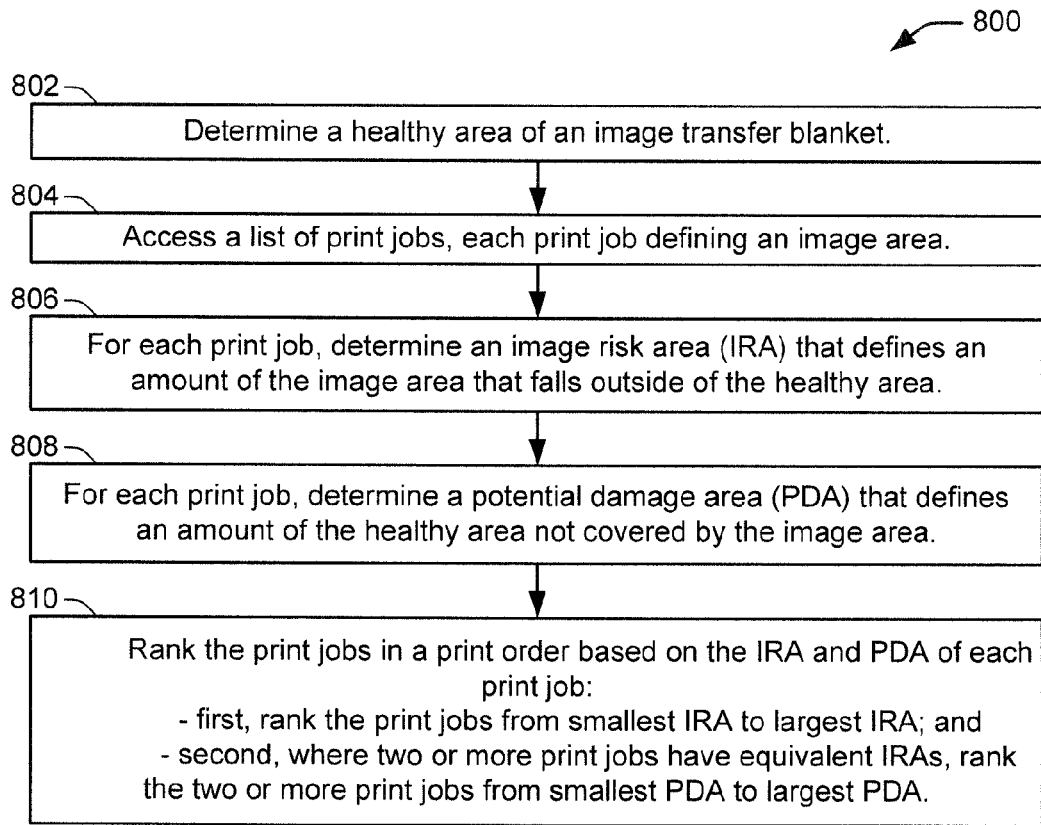 800
802
Determine a healthy area of an image transfer blanket.
804
Access a list of print jobs, each print job defining an image area.
806
For each print job, determine an image risk area (IRA) that defines an
amount of the image area that falls outside of the healthy area.
808
For each print job, determine a potential damage area (PDA) that defines
an amount of the healthy area not covered by the image area.
810
Rank the print jobs in a print order based on the IRA and PDA of each
print job:
- first, rank the print jobs from smallest IRA to largest IRA; and
- second, where two or more print jobs have equivalent IRAs, rank
the two or more print jobs from smallest PDA to largest PDA.